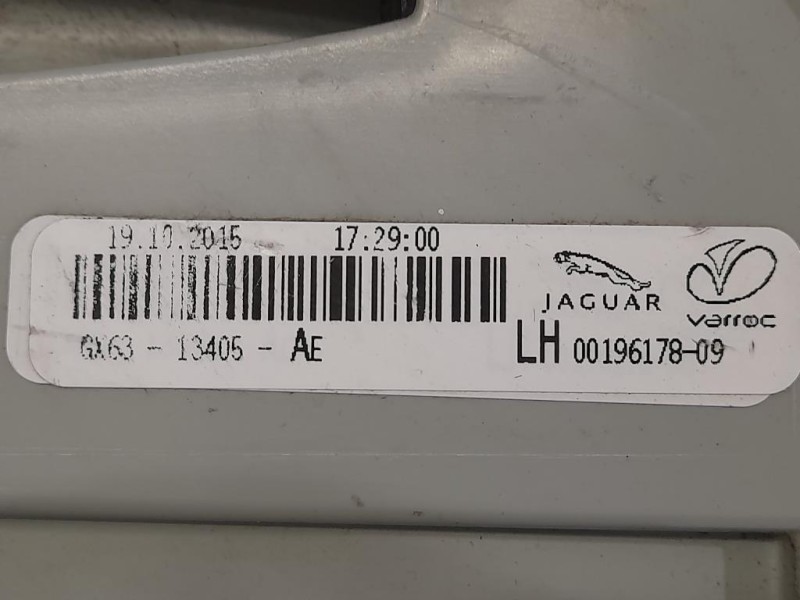 19.10.2015 17:29:00
JAGUAR
varroc
GX63 - 13405 - AE LH 00196178-09